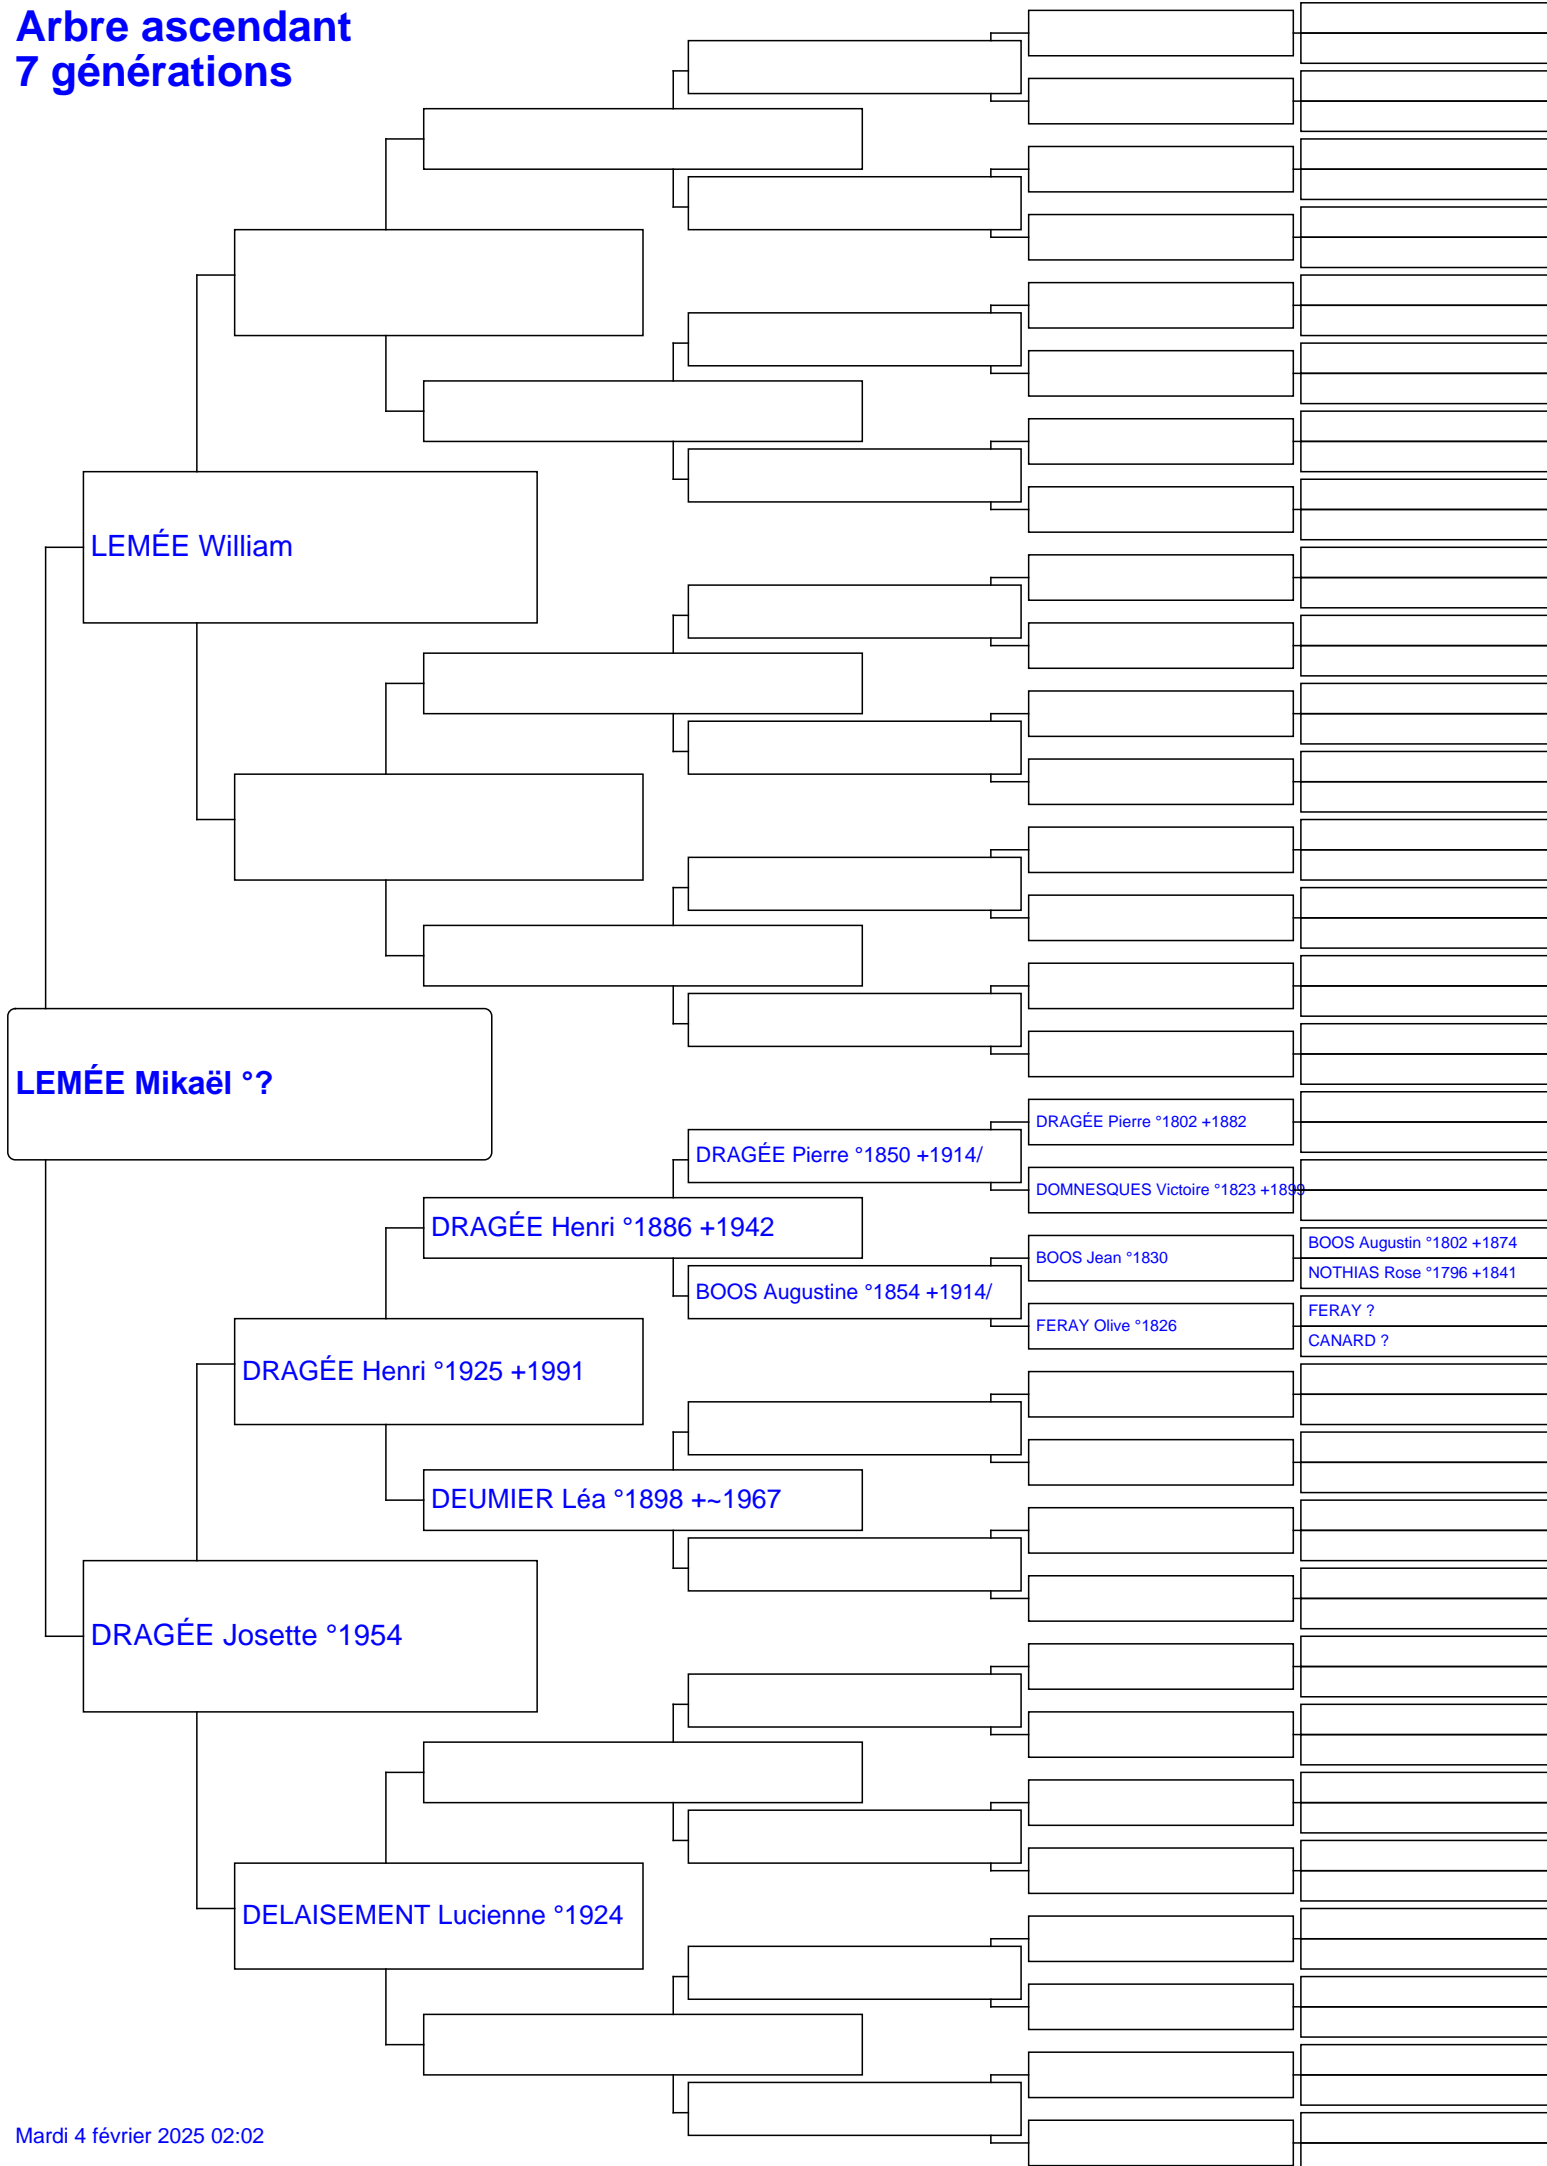 Arbre ascendant
7 générations
LEMÉE William
LEMÉE Mikaël °?
DRAGÉE Pierre °1802 +1882
DRAGÉE Pierre °1850 +1914/
DOMNESQUES Victoire °1823 +1899
DRAGÉE Henri °1886 +1942
BOOS Augustin °1802 +1874
BOOS Jean °1830
NOTHIAS Rose °1796 +1841
BOOS Augustine °1854 +1914/
FERAY ?
FERAY Olive °1826
CANARD ?
DRAGÉE Henri °1925 +1991
DEUMIER Léa °1898 +~1967
DRAGÉE Josette °1954
DELAISEMENT Lucienne °1924
Mardi 4 février 2025 02:02